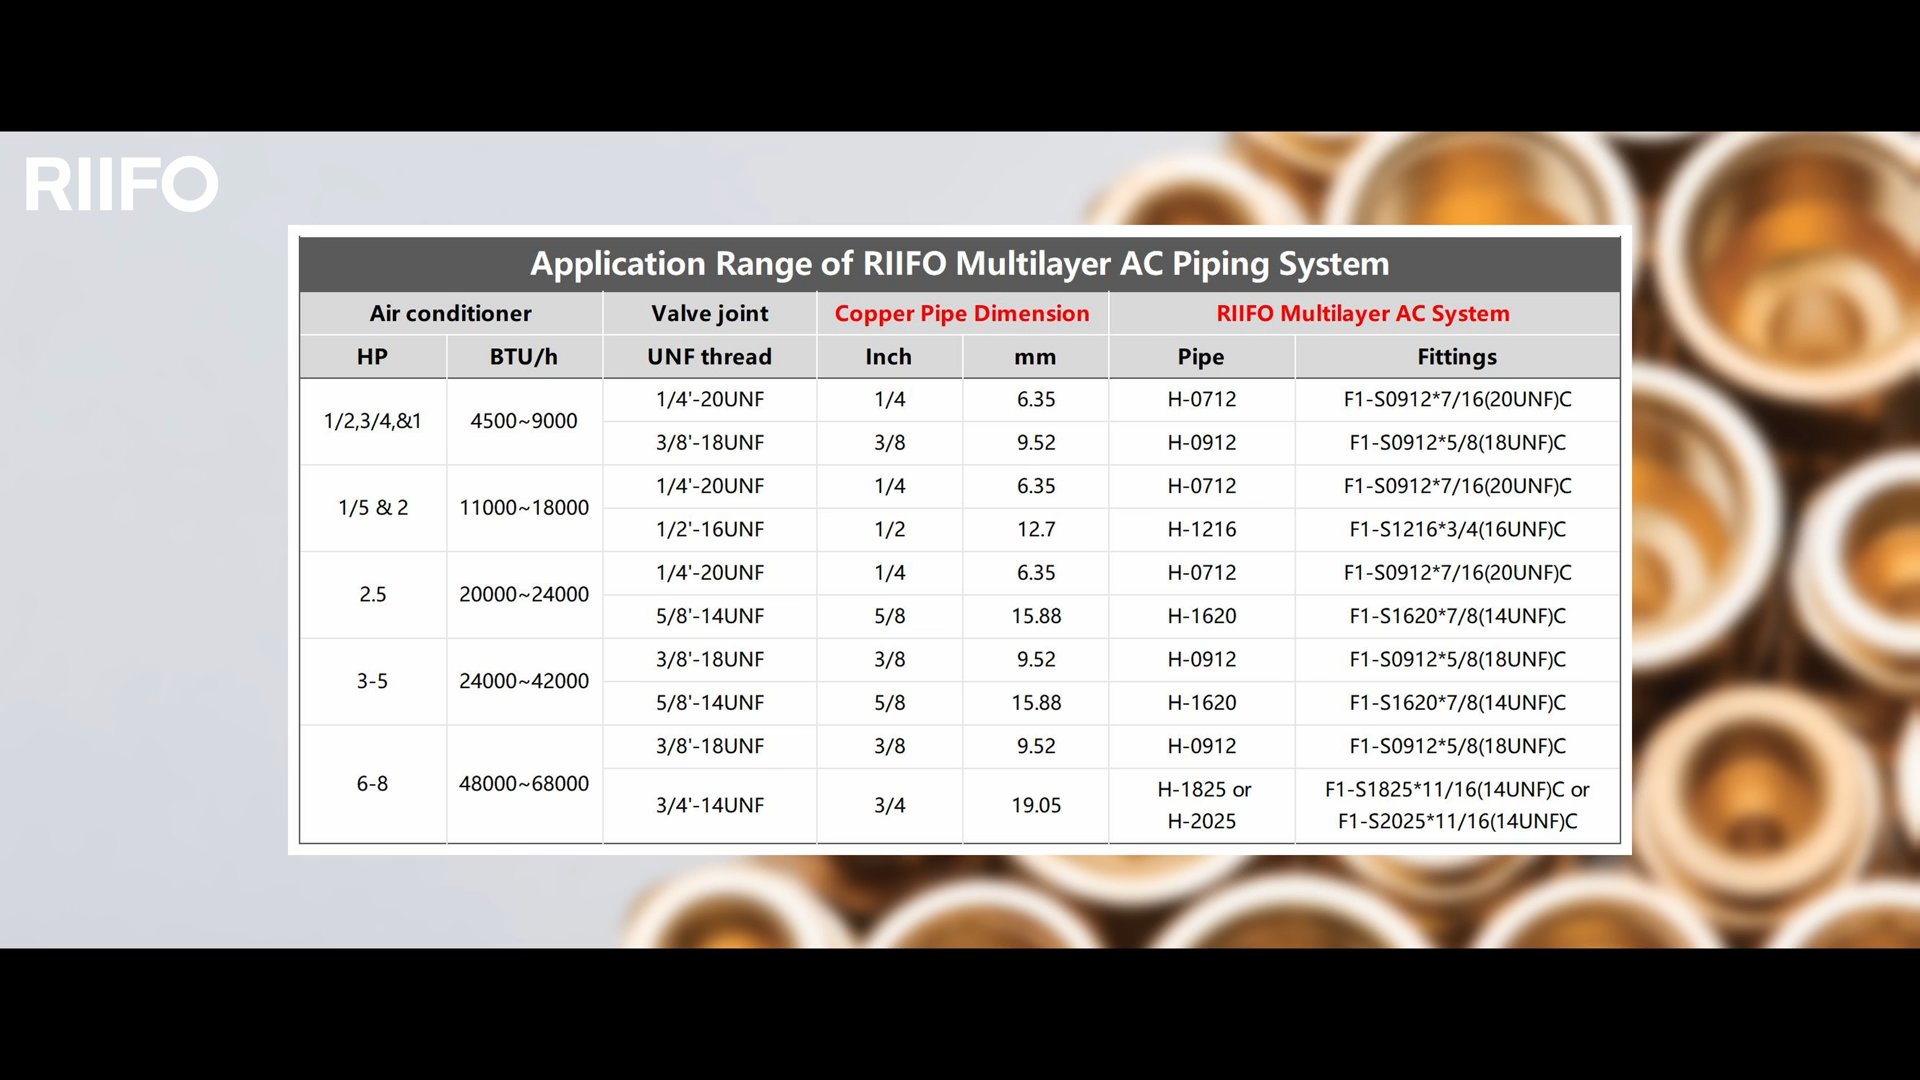 RIIFO
Application Range of RIIFO Multilayer AC Piping System
Air conditioner Valve joint Copper Pipe Dimension RIIFO Multilayer AC System
HP BTU/h UNF thread Inch mm Pipe Fittings
1/2,3/4,&1 4500~9000 1/4'-20UNF 1/4 6.35 H-0712 F1-S0912*7/16(20UNF)C
3/8'-18UNF 3/8 9.52 H-0912 F1-S0912*5/8(18UNF)C
1/5 & 2 11000~18000 1/4'-20UNF 1/4 6.35 H-0712 F1-S0912*7/16(20UNF)C
1/2'-16UNF 1/2 12.7 H-1216 F1-S1216*3/4(16UNF)C
2.5 20000~24000 1/4'-20UNF 1/4 6.35 H-0712 F1-S0912*7/16(20UNF)C
5/8'-14UNF 5/8 15.88 H-1620 F1-S1620*7/8(14UNF)C
3-5 24000~42000 3/8'-18UNF 3/8 9.52 H-0912 F1-S0912*5/8(18UNF)C
5/8'-14UNF 5/8 15.88 H-1620 F1-S1620*7/8(14UNF)C
6-8 48000~68000 3/8'-18UNF 3/8 9.52 H-0912 F1-S0912*5/8(18UNF)C
3/4'-14UNF 3/4 19.05 H-1825 or F1-S1825*11/16(14UNF)C or
H-2025 F1-S2025*11/16(14UNF)C